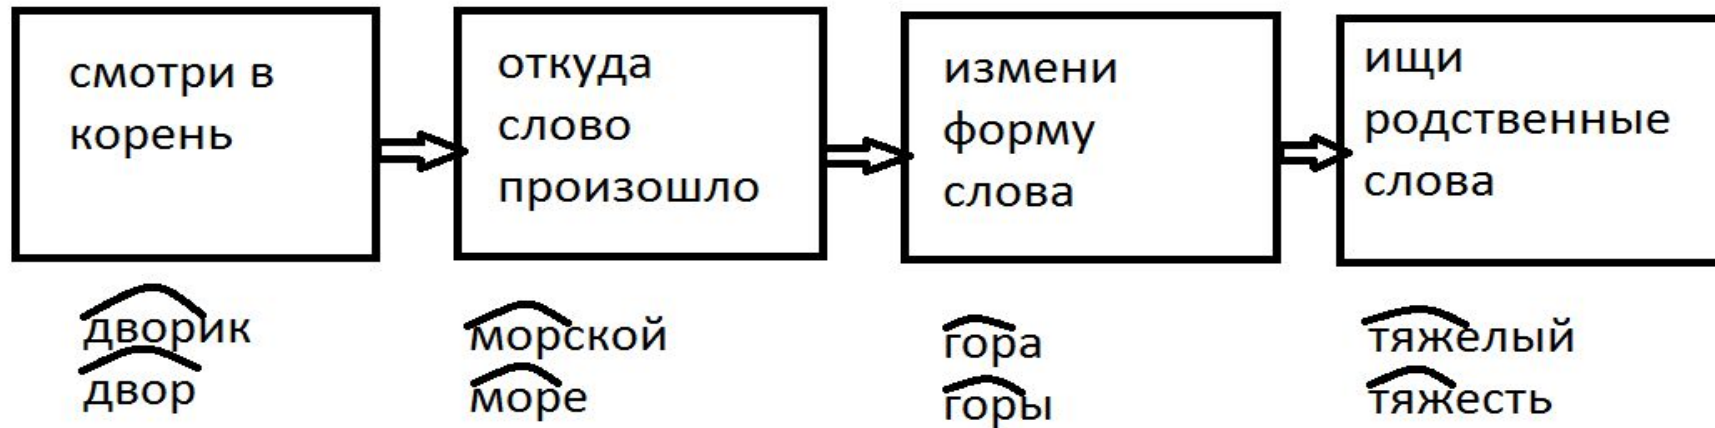 смотри в
корень
откуда
слово
произошло
измени
форму
слова
ищи
родственные
слова
дворик
двор
морской
море
гора
горы
тяжелый
тяжесть